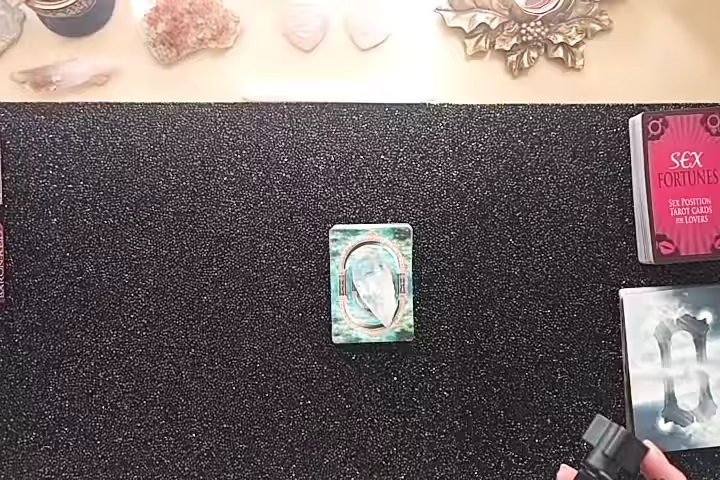 SEX
FORTUNES
SEX POSITION
TAROT CARDS
FOR LOVERS